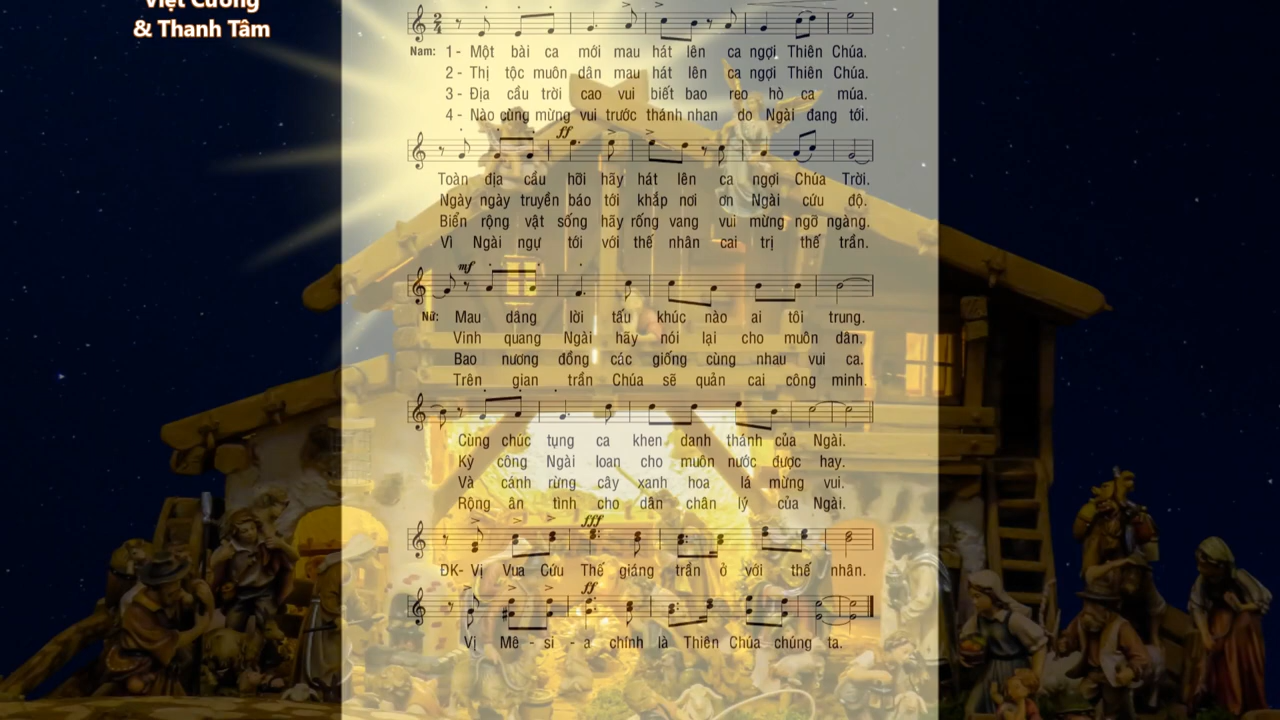 Việt Cường
& Thanh Tâm
Nam: 1 - Một bài ca mới mau hát lên ca ngợi Thiên Chúa.
2 - Thị tộc muôn dân mau hát lên ca ngợi Thiên Chúa.
3 - Địa cầu trời cao vui biết bao reo hò ca múa.
4 - Nào cùng mừng vui trước thánh nhan do Ngài đang tới.
ff
Toàn địa cầu hỡi hãy hát lên ca ngợi Chúa Trời.
Ngày ngày truyền báo tới khắp nơi ơn Ngài cứu độ.
Biển rộng vật sống hãy rống vang vui mừng ngỡ ngàng.
Vì Ngài ngự tới với thế nhân cai trị thế trần.
mf
Nữ: Mau dâng lời tấu khúc nào ai tôi trung.
Vinh quang Ngài hãy nói lại cho muôn dân.
Bao nương đồng các giống cùng nhau vui ca.
Trên gian trần Chúa sẽ quản cai công minh.
Cùng chúc tụng ca khen danh thánh của Ngài.
Kỳ công Ngài loan cho muôn nước được hay.
Và cánh rừng cây xanh hoa lá mừng vui.
Rộng ân tình cho dân chân lý của Ngài.
fff
ĐK- Vị Vua Cứu Thế giáng trần ở với thế nhân.
ff
Vị Mê - si - a chính là Thiên Chúa chúng ta.